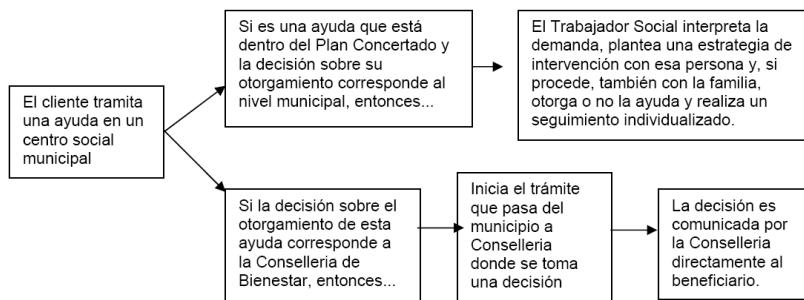 El cliente tramita
una ayuda en un
centro social
municipal
Si es una ayuda que está
dentro del Plan Concertado y
la decisión sobre su
otorgamiento corresponde al
nivel municipal, entonces...
El Trabajador Social interpreta la
demanda, plantea una estrategia de
intervención con esa persona y, si
procede, también con la familia,
otorga o no la ayuda y realiza un
seguimiento individualizado.
Si la decisión sobre el
otorgamiento de esta
ayuda corresponde a
la Conselleria de
Bienestar, entonces...
Inicia el trámite
que pasa del
municipio a
Conselleria
donde se toma
una decisión
La decisión es
comunicada por
la Conselleria
directamente al
beneficiario.